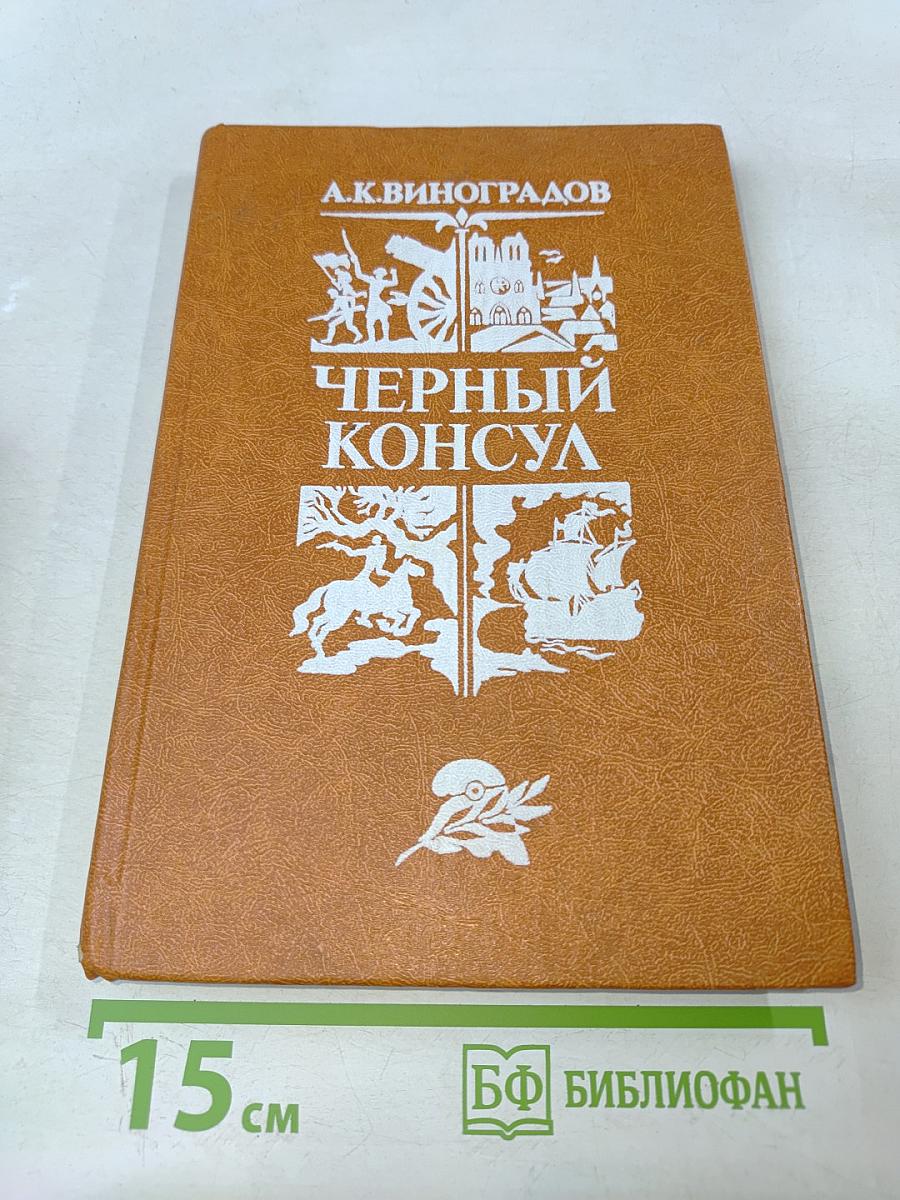 А.К.ВИНОГРАДОВ
ЧЕРНЫЙ
КОНСУЛ
15 см
БФ БИБЛИОФАН